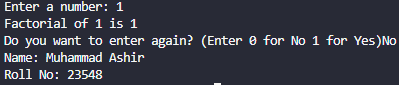 Enter a number: 1
Factorial of 1 is 1
Do you want to enter again? (Enter 0 for No 1 for Yes)No
Name: Muhammad Ashir
Roll No: 23548